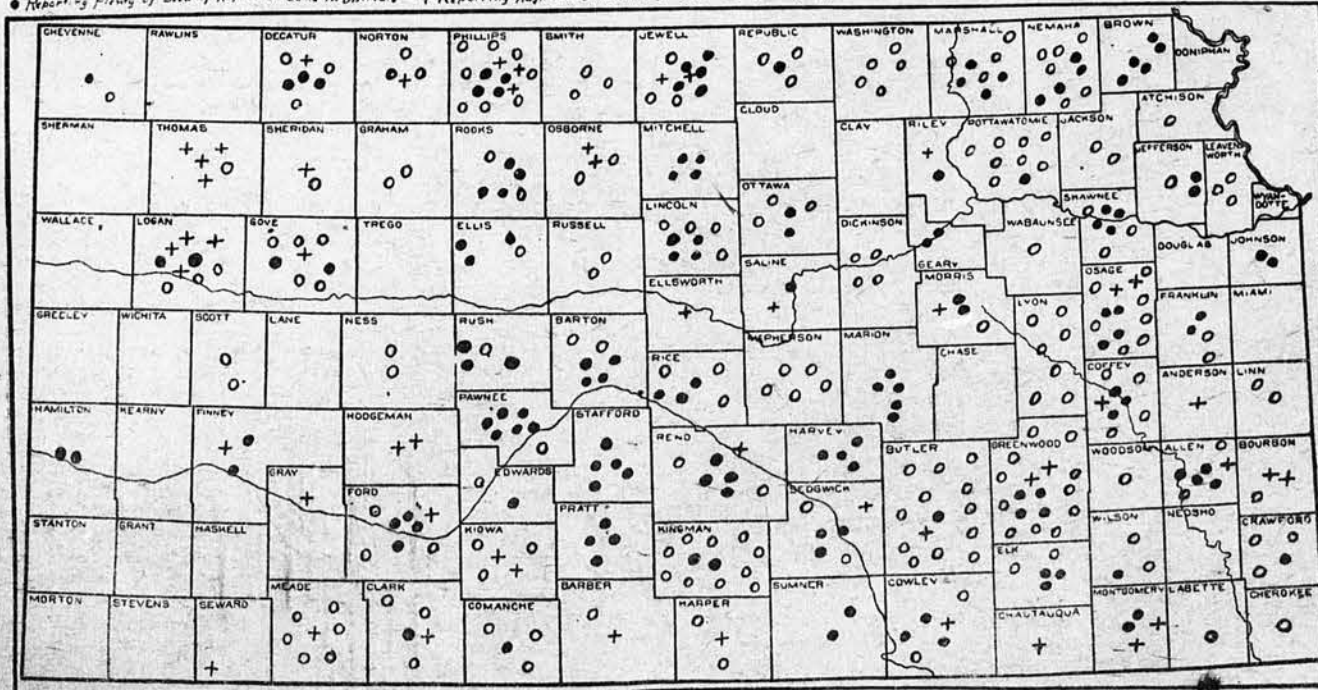 ● Reporting Plenty of
CHEYENNE RAWLINS DECATUR NORTON PHILLIPS SMITH JEWELL REPUBLIC WASHINGTON MARSHALL NEMAHA BROWN DONIPHAN
CLOUD ATCHISON
SHERMAN THOMAS SHERIDAN GRAHAM ROOKS OSBORNE MITCHELL CLAY RILEY POTTAWATOMIE JACKSON JEFFERSON LEAVENWORTH
OTTAWA SHAWNEE WYANDOTT
WALLACE LOGAN GOVE TREGO ELLIS RUSSELL LINCOLN DICKINSON WABAUNSEE DOUGLAS JOHNSON
SALINE GEARY
ELLSWORTH MORRIS OSAGE
GREELEY WICHITA SCOTT LANE NESS RUSH BARTON LYON FRANKLIN MIAMI
RICE McPHERSON MARION CHASE
COFFEY ANDERSON LINN
HAMILTON KEARNY FINNEY HODGEMAN PAWNEE STAFFORD
RENO HARVEY BUTLER GREENWOOD WOODSON ALLEN BOURBON
GRAY EDWARDS
FORD SEDGWICK
STANTON GRANT HASKELL KIOWA PRATT KINGMAN WILSON NEOSHO CRAWFORD
ELK
MEADE CLARK BARBER SUMNER COWLEY
MORTON STEVENS SEWARD COMANCHE HARPER CHAUTAUQUA MONTGOMERY LABETTE CHEROKEE